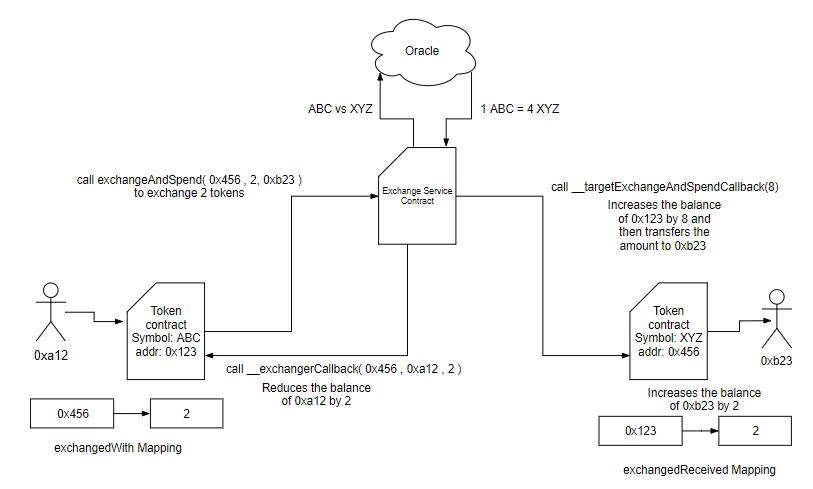 Oracle
ABC vs XYZ
1 ABC = 4 XYZ
call exchangeAndSpend( 0x456 , 2, 0xb23 )
to exchange 2 tokens
Exchange Service
Contract
call __targetExchangeAndSpendCallback(8)
Increases the balance
of 0x123 by 8 and
then transfers the
amount to 0xb23
0xa12
Token
contract
Symbol: ABC
addr: 0x123
Token
contract
Symbol: XYZ
addr: 0x456
0xb23
call __exchangerCallback( 0x456 , 0xa12 , 2 )
Reduces the balance
of 0xa12 by 2
Increases the balance
of 0xb23 by 2
0x456
2
exchangedWith Mapping
0x123
2
exchangedReceived Mapping